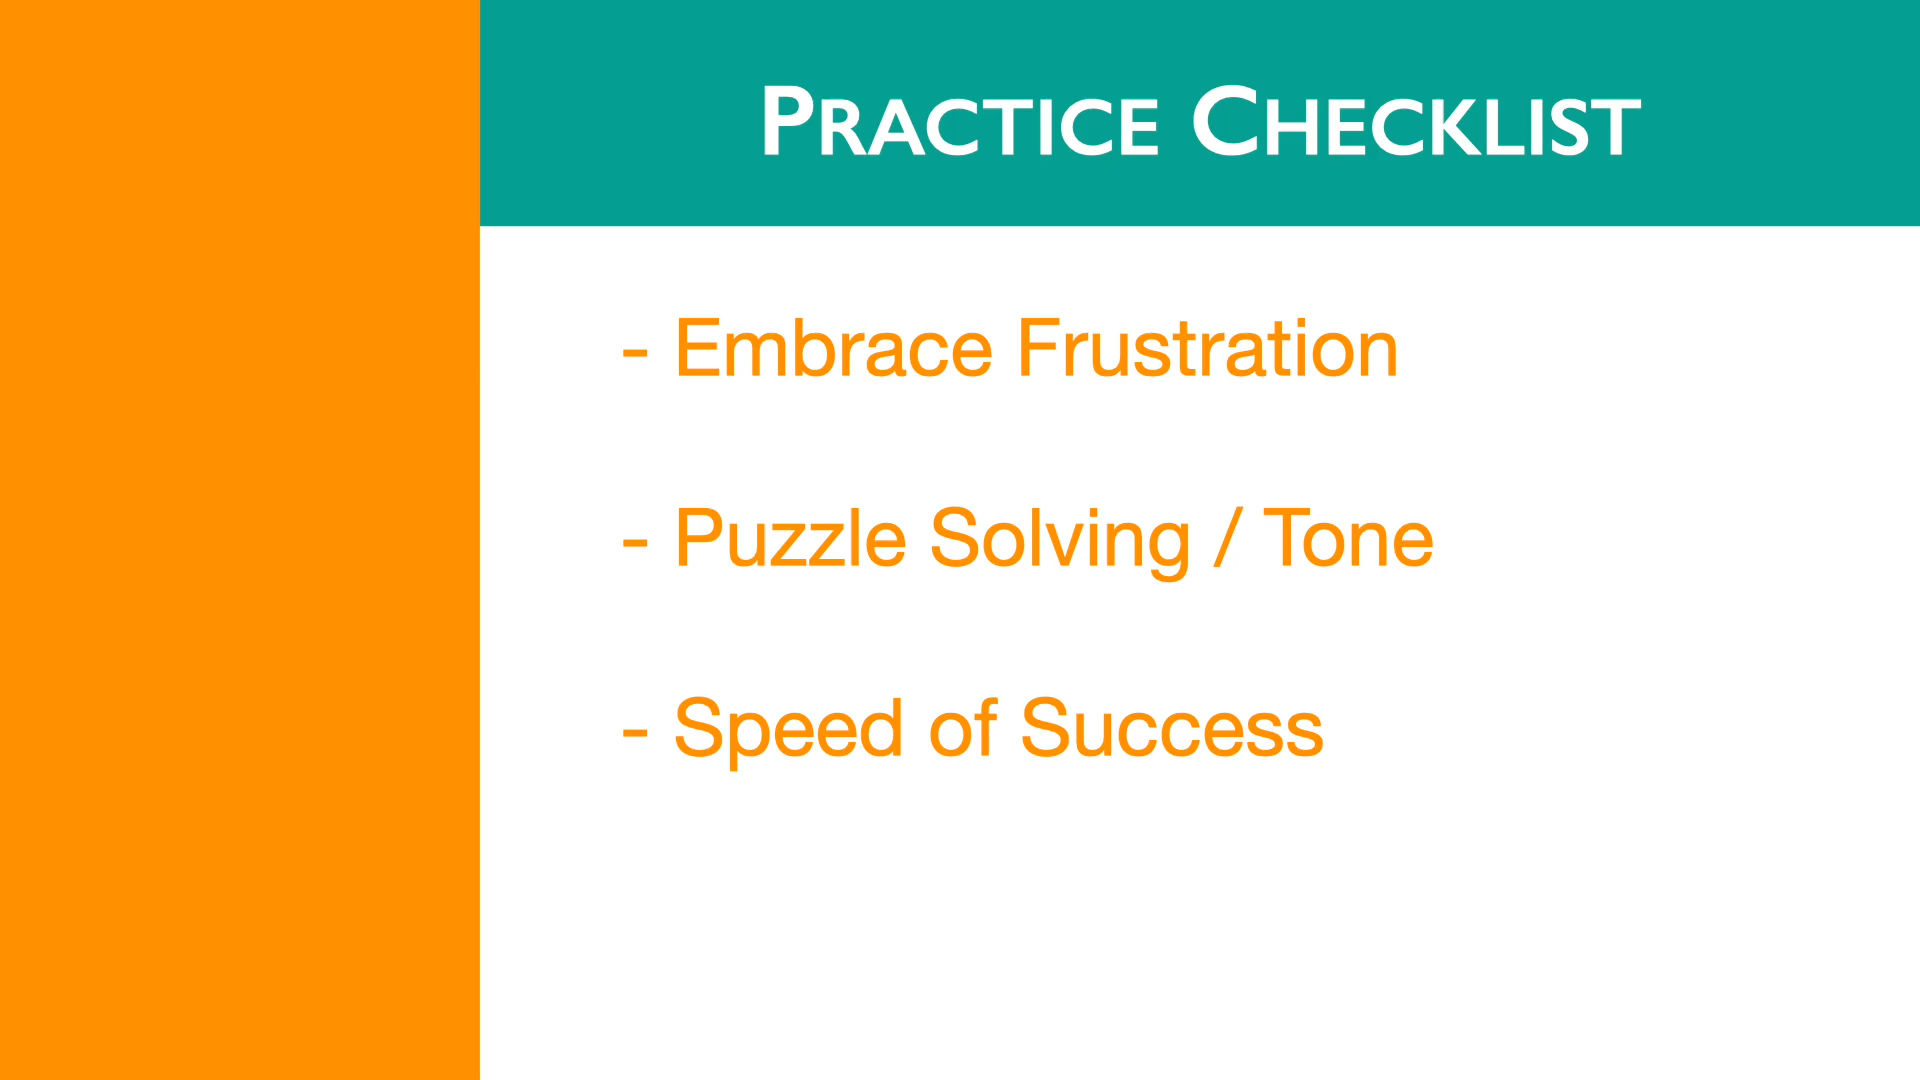 Practice Checklist
- Embrace Frustration
- Puzzle Solving / Tone
- Speed of Success